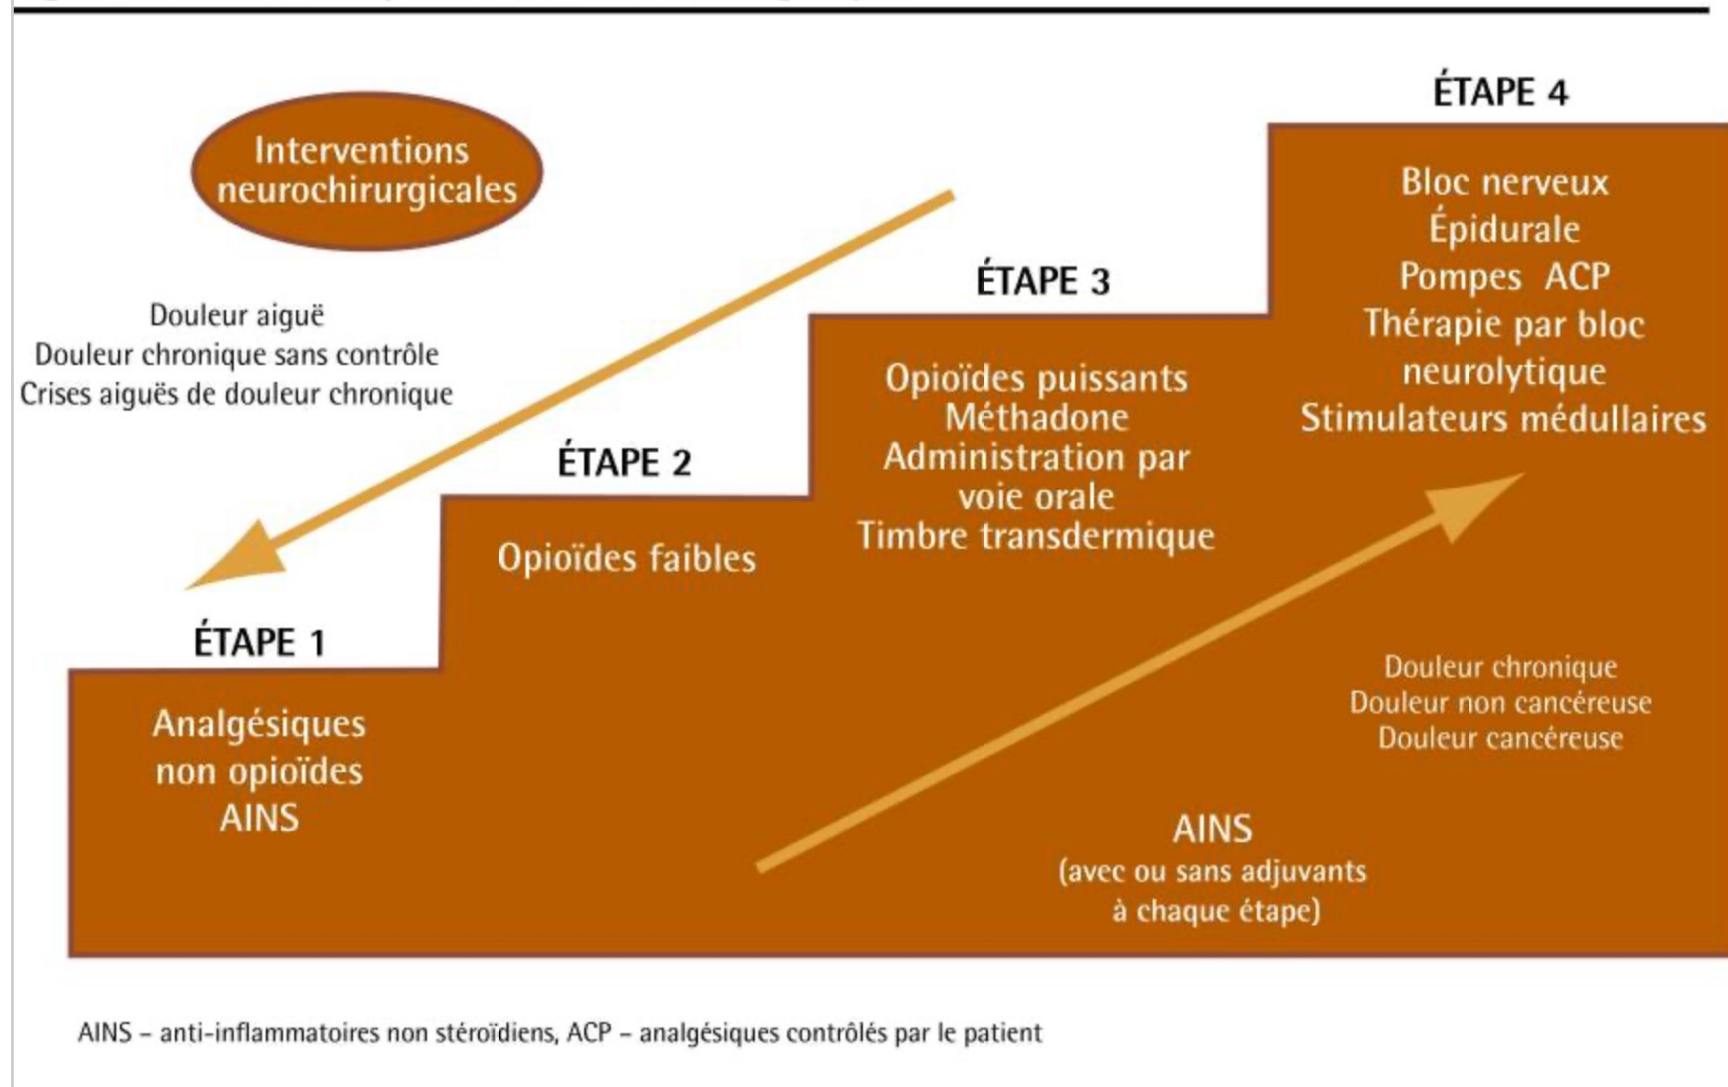 ÉTAPE 4
Interventions
neurochirurgicales
Bloc nerveux
Épidurale
Pompes ACP
Thérapie par bloc
neurolytique
Stimulateurs médullaires
ÉTAPE 3
Douleur aiguë
Douleur chronique sans contrôle
Crises aiguës de douleur chronique
Opioïdes puissants
Méthadone
Administration par
voie orale
Timbre transdermique
ÉTAPE 2
Opioïdes faibles
ÉTAPE 1
Analgésiques
non opioïdes
AINS
Douleur chronique
Douleur non cancéreuse
Douleur cancéreuse
AINS
(avec ou sans adjuvants
à chaque étape)
AINS – anti-inflammatoires non stéroïdiens, ACP – analgésiques contrôlés par le patient